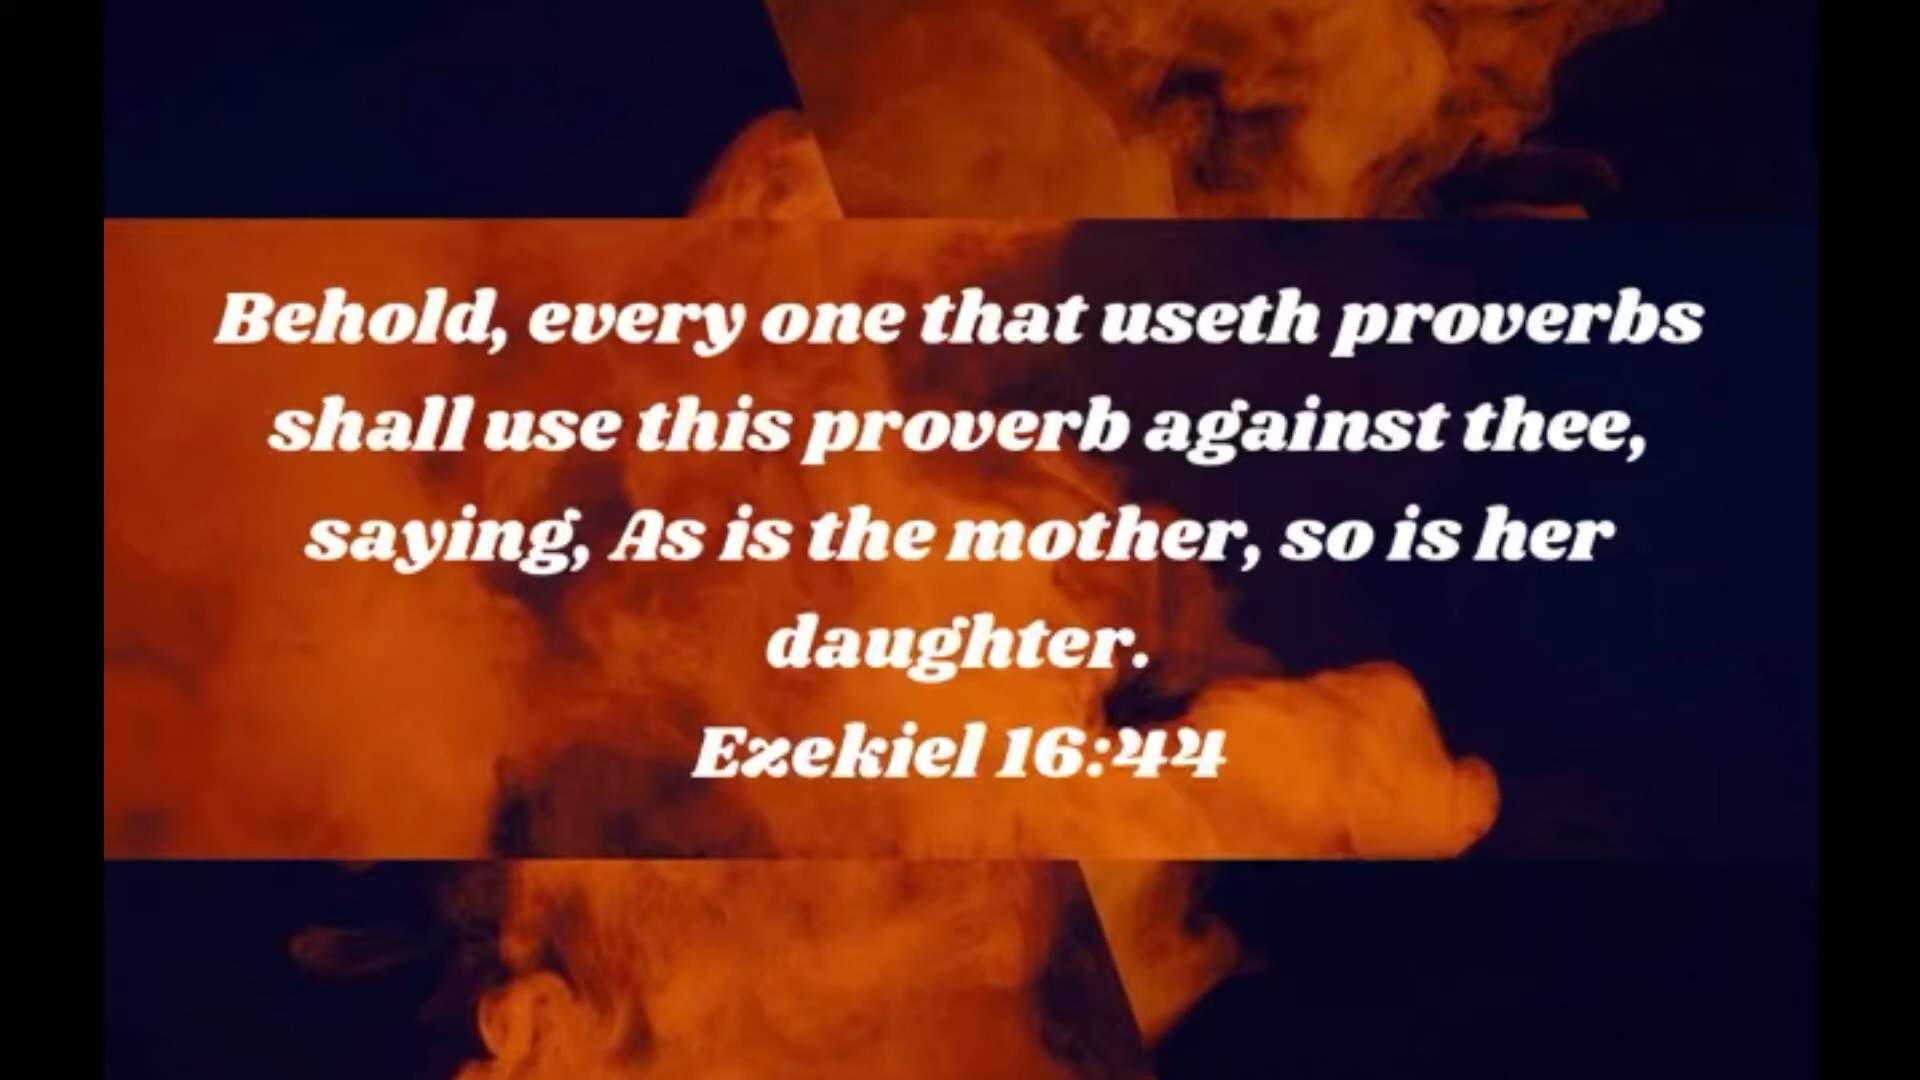 Behold, every one that useth proverbs
shall use this proverb against thee,
saying, As is the mother, so is her
daughter.
Ezekiel 16:44